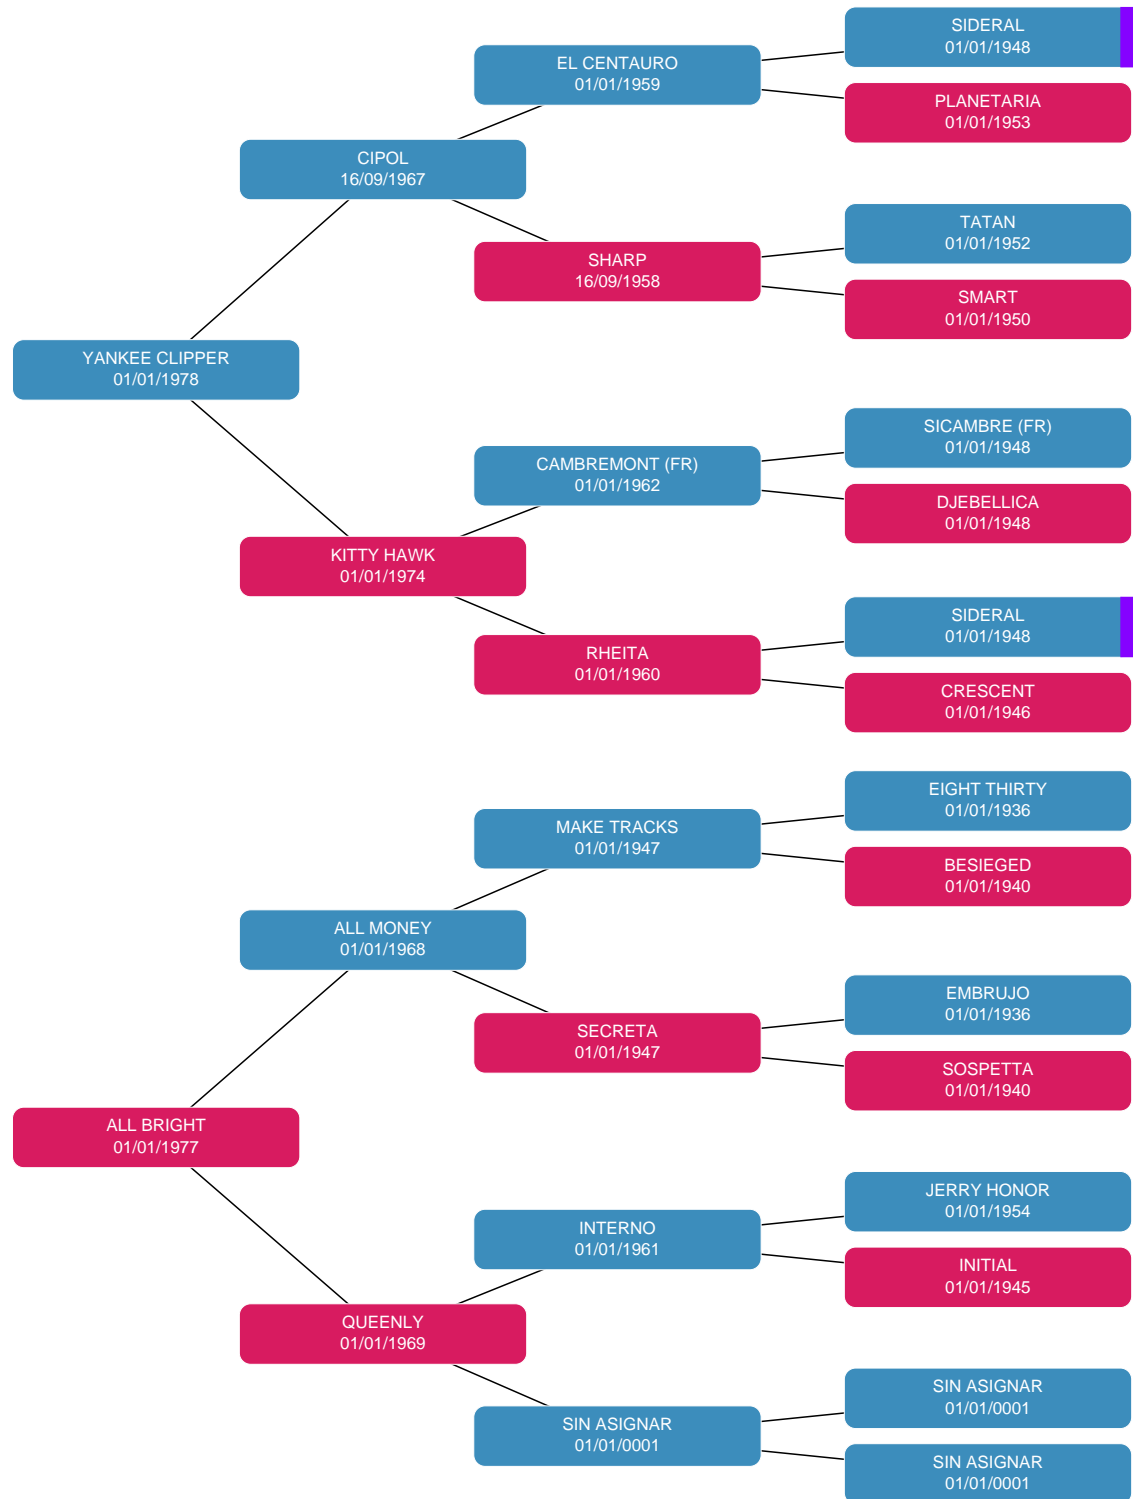 SIDERAL
01/01/1948
EL CENTAURO
01/01/1959
PLANETARIA
01/01/1953
CIPOL
16/09/1967
TATAN
01/01/1952
SHARP
16/09/1958
SMART
01/01/1950
YANKEE CLIPPER
01/01/1978
SICAMBRE (FR)
01/01/1948
CAMBREMONT (FR)
01/01/1962
DJEBELLICA
01/01/1948
KITTY HAWK
01/01/1974
SIDERAL
01/01/1948
RHEITA
01/01/1960
CRESCENT
01/01/1946
EIGHT THIRTY
01/01/1936
MAKE TRACKS
01/01/1947
BESIEGED
01/01/1940
ALL MONEY
01/01/1968
EMBRUJO
01/01/1936
SECRETA
01/01/1947
SOSPETTA
01/01/1940
ALL BRIGHT
01/01/1977
JERRY HONOR
01/01/1954
INTERNO
01/01/1961
INITIAL
01/01/1945
QUEENLY
01/01/1969
SIN ASIGNAR
01/01/0001
SIN ASIGNAR
01/01/0001
SIN ASIGNAR
01/01/0001